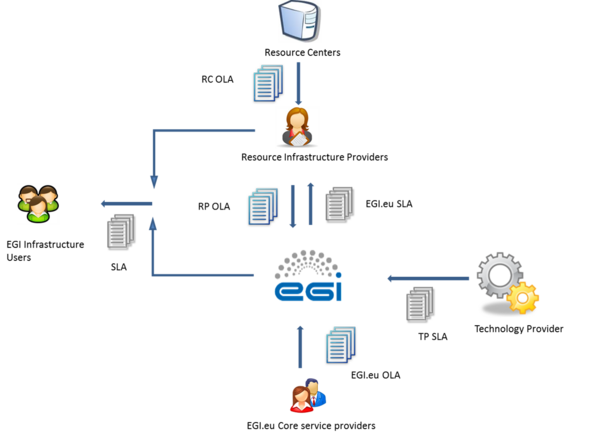 Resource Centers
RC OLA
Resource Infrastructure Providers
RP OLA
EGI.eu SLA
EGI Infrastructure
Users
SLA
egi
TP SLA
Technology Provider
EGI.eu OLA
EGI.eu Core service providers